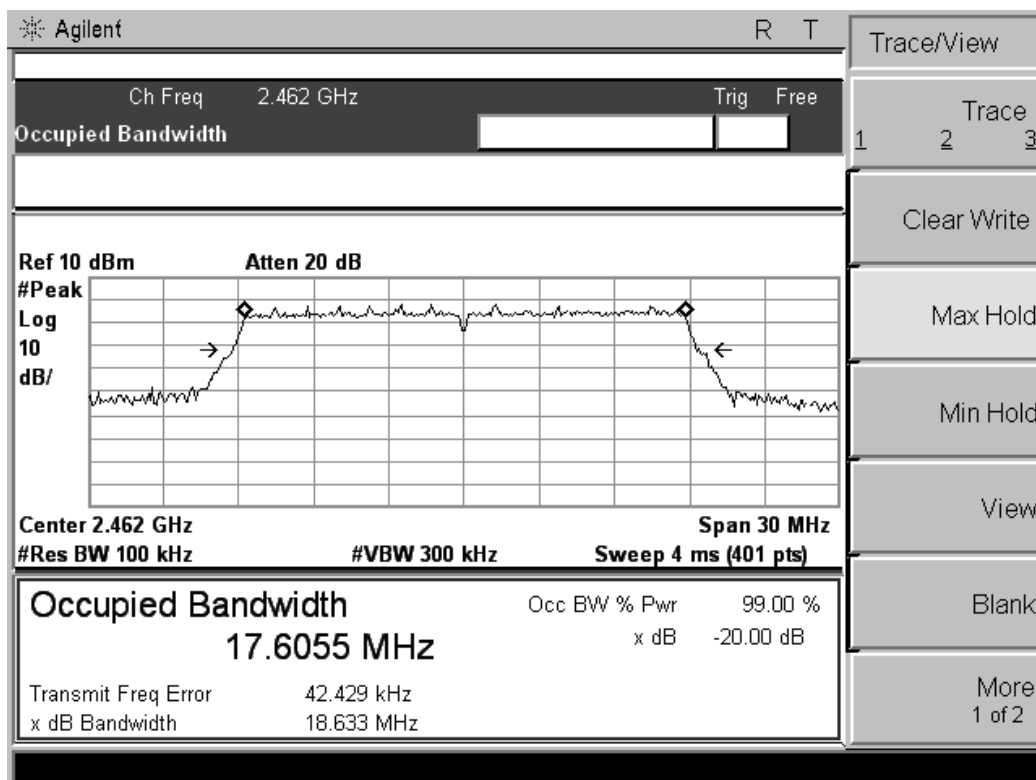 Agilent R T
Trace/View
Ch Freq 2.462 GHz Trig Free
Occupied Bandwidth
Trace
1 2 3
Clear Write
Ref 10 dBm Atten 20 dB
#Peak
Log
10
dB/
Max Hold
Min Hold
Center 2.462 GHz Span 30 MHz
#Res BW 100 kHz #VBW 300 kHz Sweep 4 ms (401 pts)
View
Occupied Bandwidth
17.6055 MHz
Occ BW % Pwr 99.00 %
x dB -20.00 dB
Blank
Transmit Freq Error 42.429 kHz
x dB Bandwidth 18.633 MHz
More
1 of 2